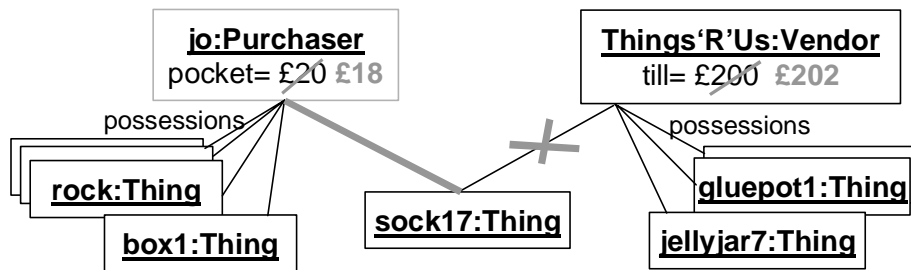 jo:Purchaser
pocket= £20 £18
Things‘R’Us:Vendor
till= £200 £202
possessions
possessions
rock:Thing
gluepot1:Thing
sock17:Thing
box1:Thing
jellyjar7:Thing